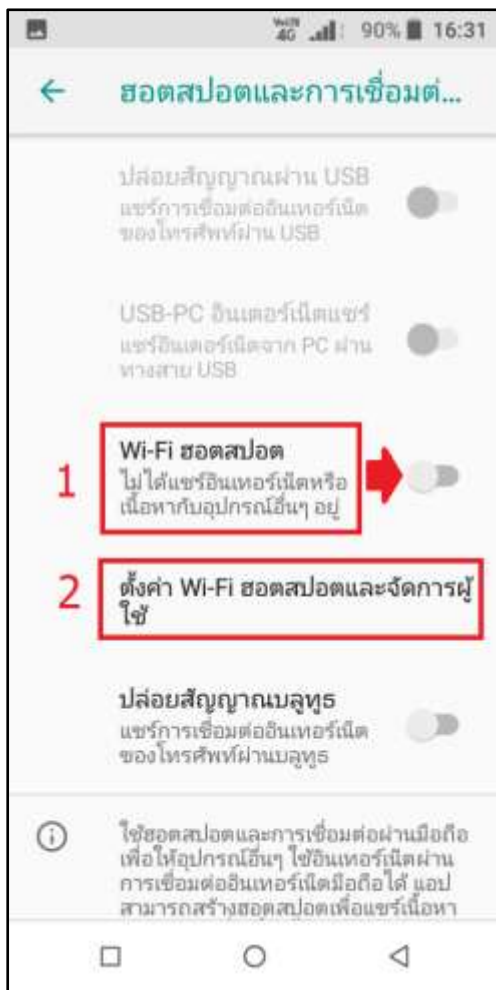 VoLTE
4G 90% 16:31
ฮอตสปอตและการเชื่อมต่...
ปล่อยสัญญาณผ่าน USB
แชร์การเชื่อมต่ออินเทอร์เน็ต
ของโทรศัพท์ผ่าน USB
USB-PC อินเตอร์เน็ตแชร์
แชร์อินเตอร์เน็ตจาก PC ผ่าน
ทางสาย USB
1
Wi-Fi ฮอตสปอต
ไม่ได้แชร์อินเทอร์เน็ตหรือ
เนื้อหากับอุปกรณ์อื่นๆ อยู่
2
ตั้งค่า Wi-Fi ฮอตสปอตและจัดการผู้
ใช้
ปล่อยสัญญาณบลูทูธ
แชร์การเชื่อมต่ออินเทอร์เน็ต
ของโทรศัพท์ผ่านบลูทูธ
ใช้ฮอตสปอตและการเชื่อมต่อผ่านมือถือ
เพื่อให้อุปกรณ์อื่นๆ ใช้อินเทอร์เน็ตผ่าน
การเชื่อมต่ออินเทอร์เน็ตมือถือได้ แอป
สามารถสร้างฮอตสปอตเพื่อแชร์เนื้อหา